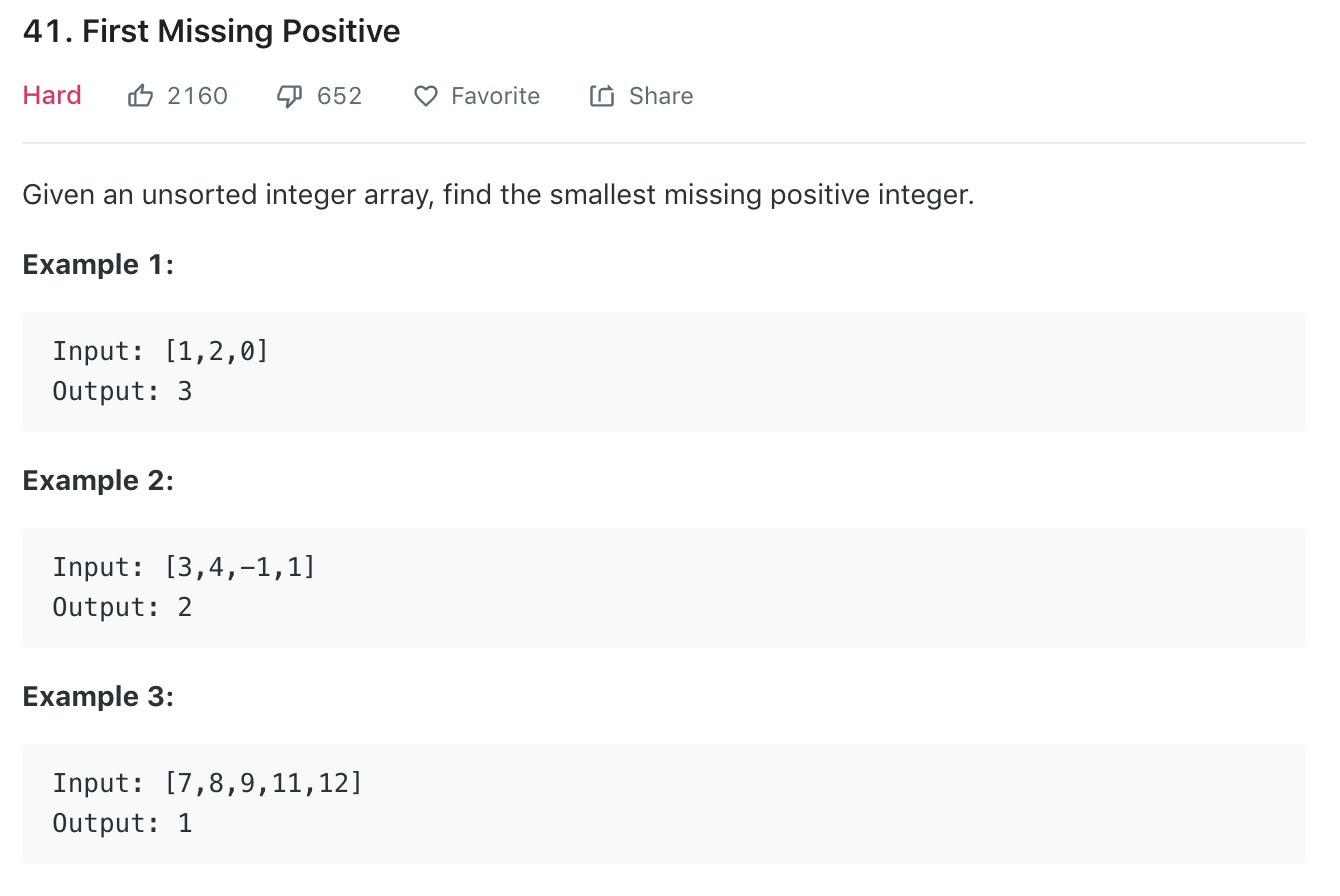 41. First Missing Positive
Hard 2160 652 Favorite Share
Given an unsorted integer array, find the smallest missing positive integer.
Example 1:
Input: [1,2,0]
Output: 3
Example 2:
Input: [3,4,−1,1]
Output: 2
Example 3:
Input: [7,8,9,11,12]
Output: 1